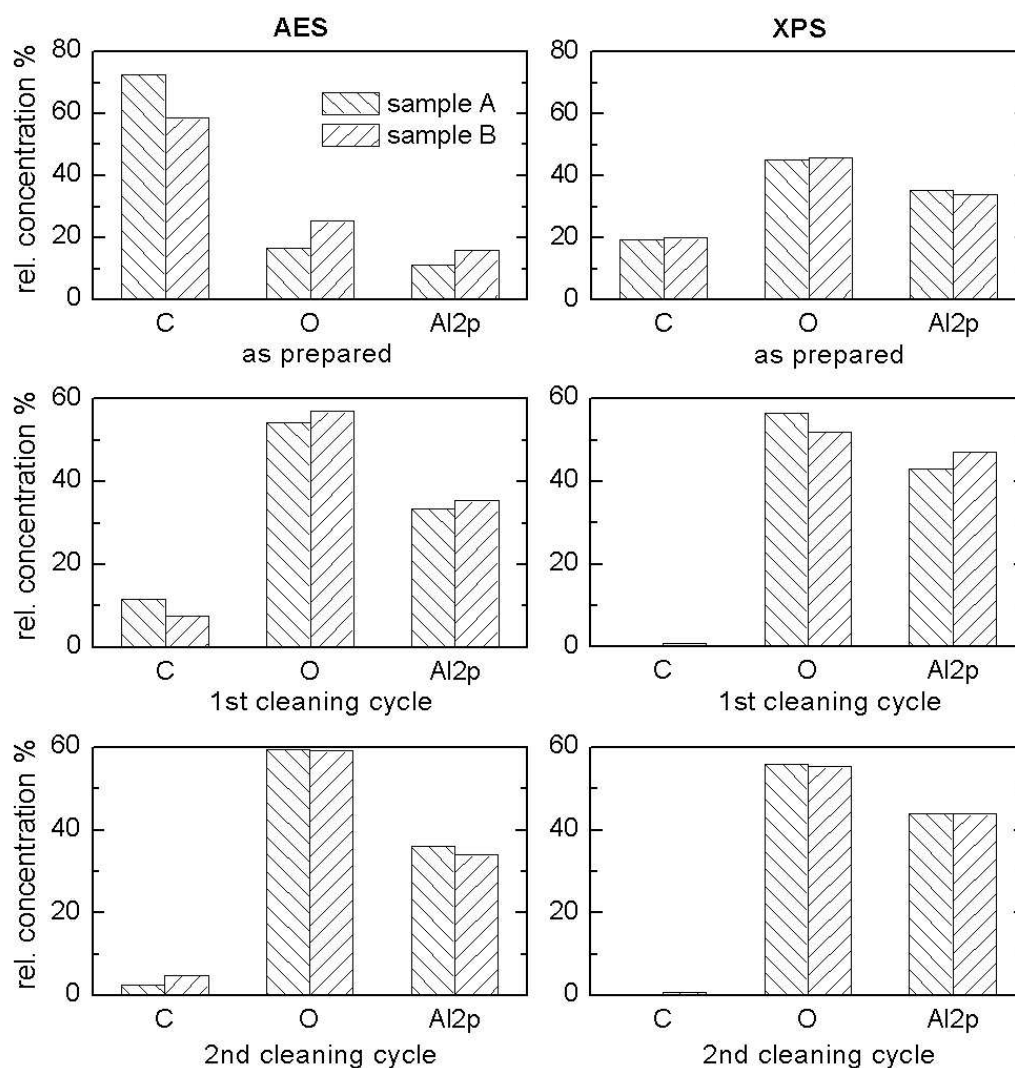 AES
XPS
rel. concentration %
80
60
40
20
0
sample A
sample B
C O Al2p
as prepared
80
60
40
20
0
C O Al2p
as prepared
rel. concentration %
60
40
20
0
C O Al2p
1st cleaning cycle
60
40
20
0
C O Al2p
1st cleaning cycle
rel. concentration %
60
40
20
0
C O Al2p
2nd cleaning cycle
60
40
20
0
C O Al2p
2nd cleaning cycle